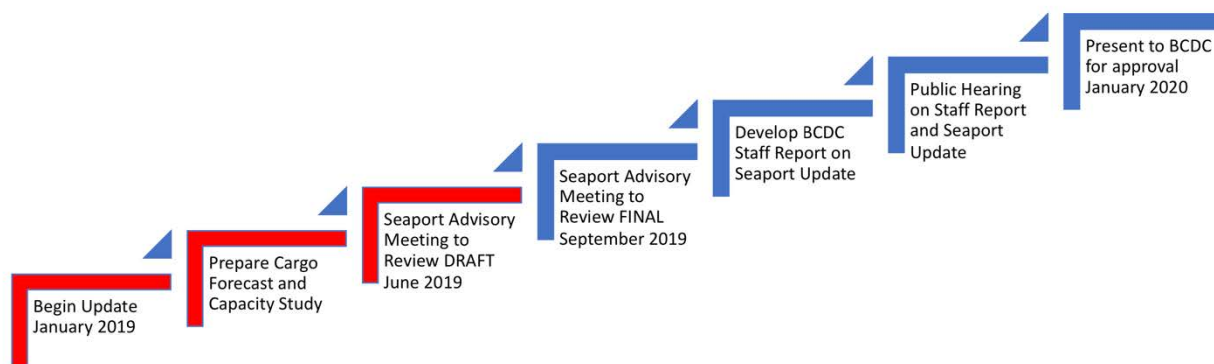 Begin Update
January 2019
Prepare Cargo
Forecast and
Capacity Study
Seaport Advisory
Meeting to
Review DRAFT
June 2019
Seaport Advisory
Meeting to
Review FINAL
September 2019
Develop BCDC
Staff Report on
Seaport Update
Public Hearing
on Staff Report
and Seaport
Update
Present to BCDC
for approval
January 2020